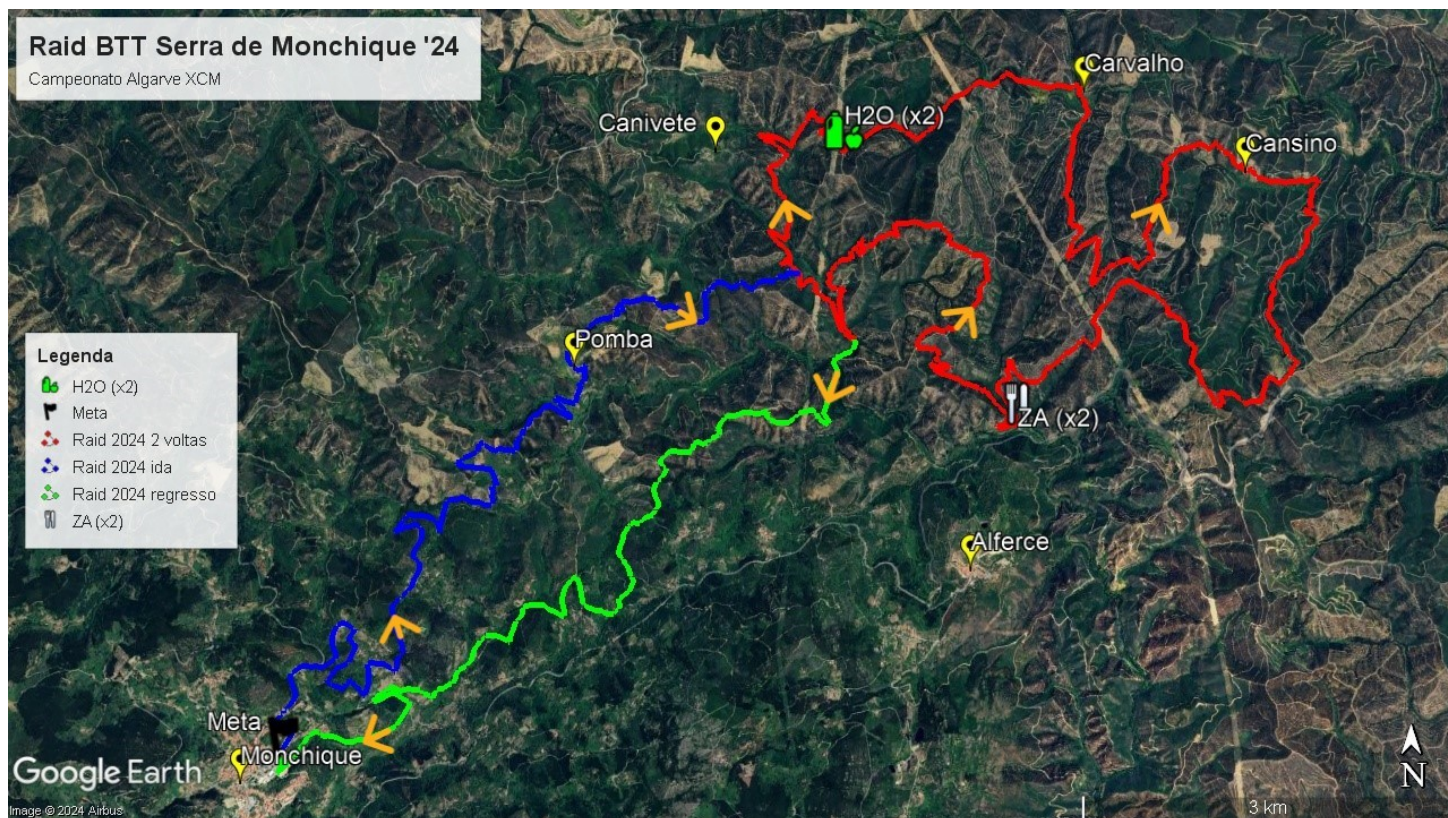 Raid BTT Serra de Monchique '24
Campeonato Algarve XCM
Carvalho
H2O (x2)
Canivete
Cansino
Pomba
Legenda
H2O (x2)
Meta
Raid 2024 2 voltas
Raid 2024 ida
Raid 2024 regresso
ZA (x2)
ZA (x2)
Alferce
Meta
Monchique
Google Earth
N
Image © 2024 Airbus
3 km